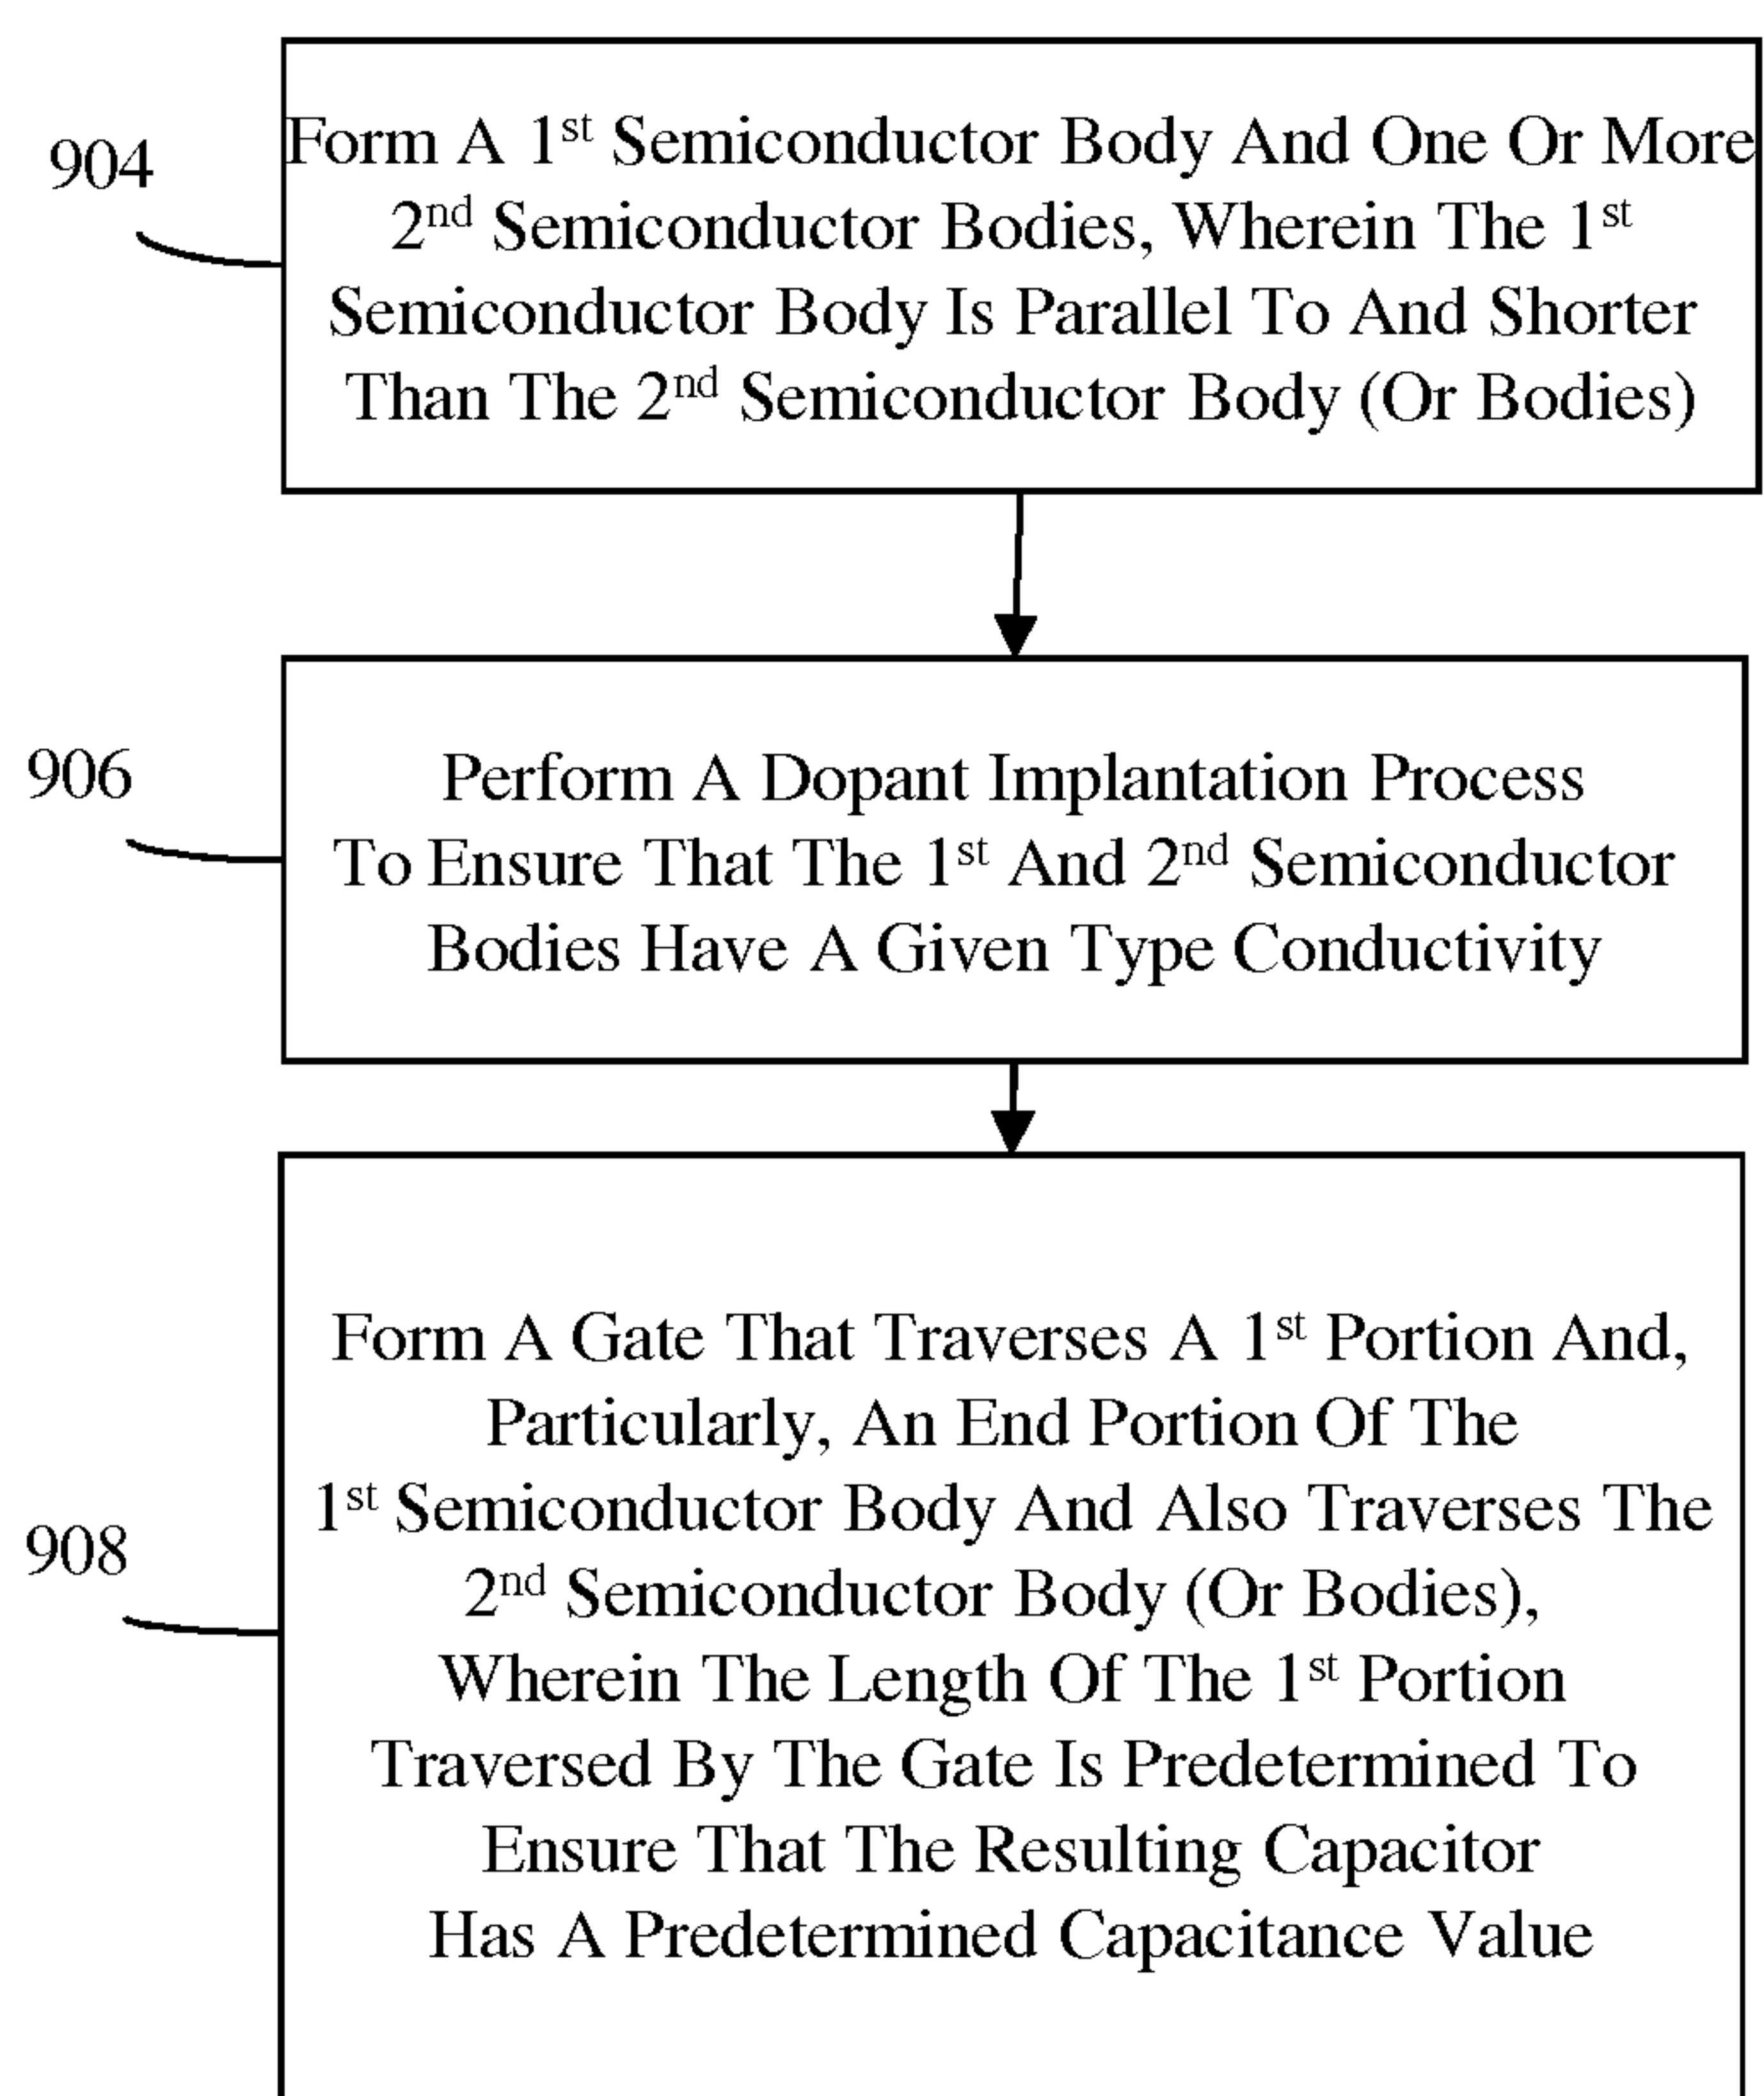 904
Form A 1st Semiconductor Body And One Or More
2nd Semiconductor Bodies, Wherein The 1st
Semiconductor Body Is Parallel To And Shorter
Than The 2nd Semiconductor Body (Or Bodies)
906
Perform A Dopant Implantation Process
To Ensure That The 1st And 2nd Semiconductor
Bodies Have A Given Type Conductivity
908
Form A Gate That Traverses A 1st Portion And,
Particularly, An End Portion Of The
1st Semiconductor Body And Also Traverses The
2nd Semiconductor Body (Or Bodies),
Wherein The Length Of The 1st Portion
Traversed By The Gate Is Predetermined To
Ensure That The Resulting Capacitor
Has A Predetermined Capacitance Value